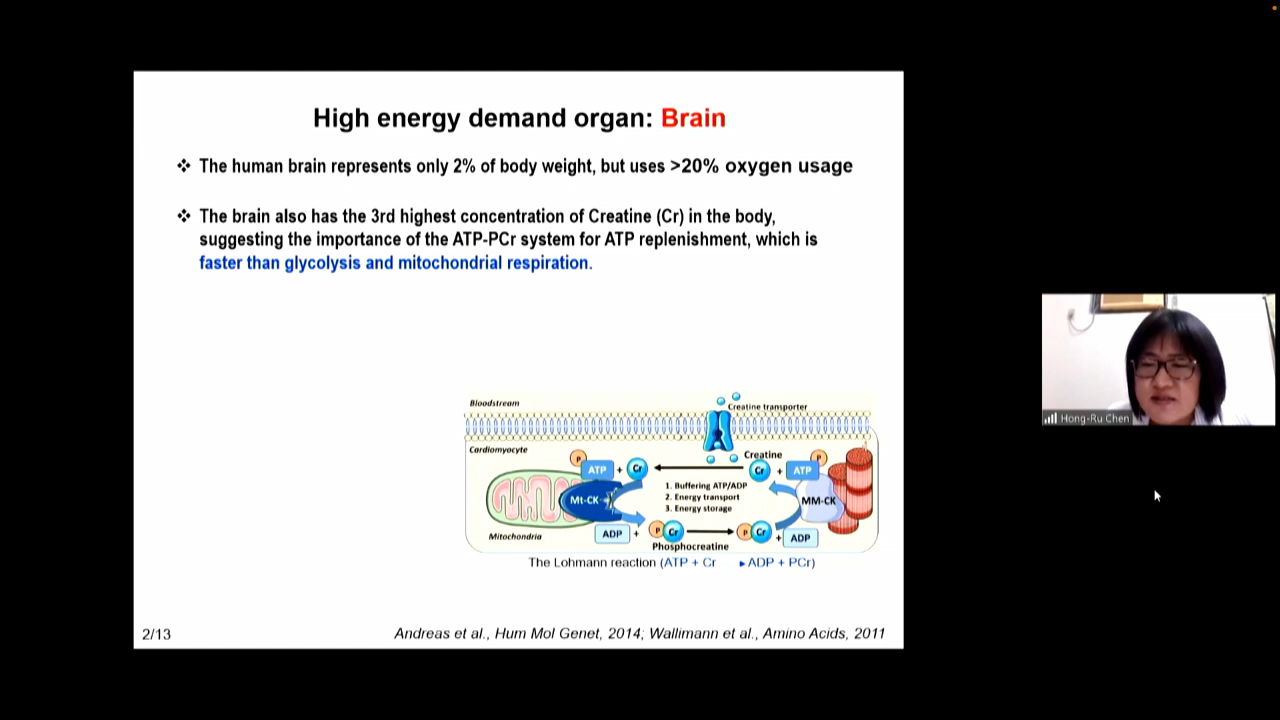 High energy demand organ: Brain
❖ The human brain represents only 2% of body weight, but uses >20% oxygen usage
❖ The brain also has the 3rd highest concentration of Creatine (Cr) in the body,
suggesting the importance of the ATP-PCr system for ATP replenishment, which is
faster than glycolysis and mitochondrial respiration.
Bloodstream
Creatine transporter
Cardiomyocyte
Creatine
P
ATP + Cr
Cr + ATP
P
1. Buffering ATP/ADP
2. Energy transport
3. Energy storage
Mt-CK
MM-CK
ADP + P Cr
P Cr + ADP
Mitochondria
Phosphocreatine
The Lohmann reaction (ATP + Cr ► ADP + PCr)
2/13
Andreas et al., Hum Mol Genet, 2014; Wallimann et al., Amino Acids, 2011
Hong-Ru Chen